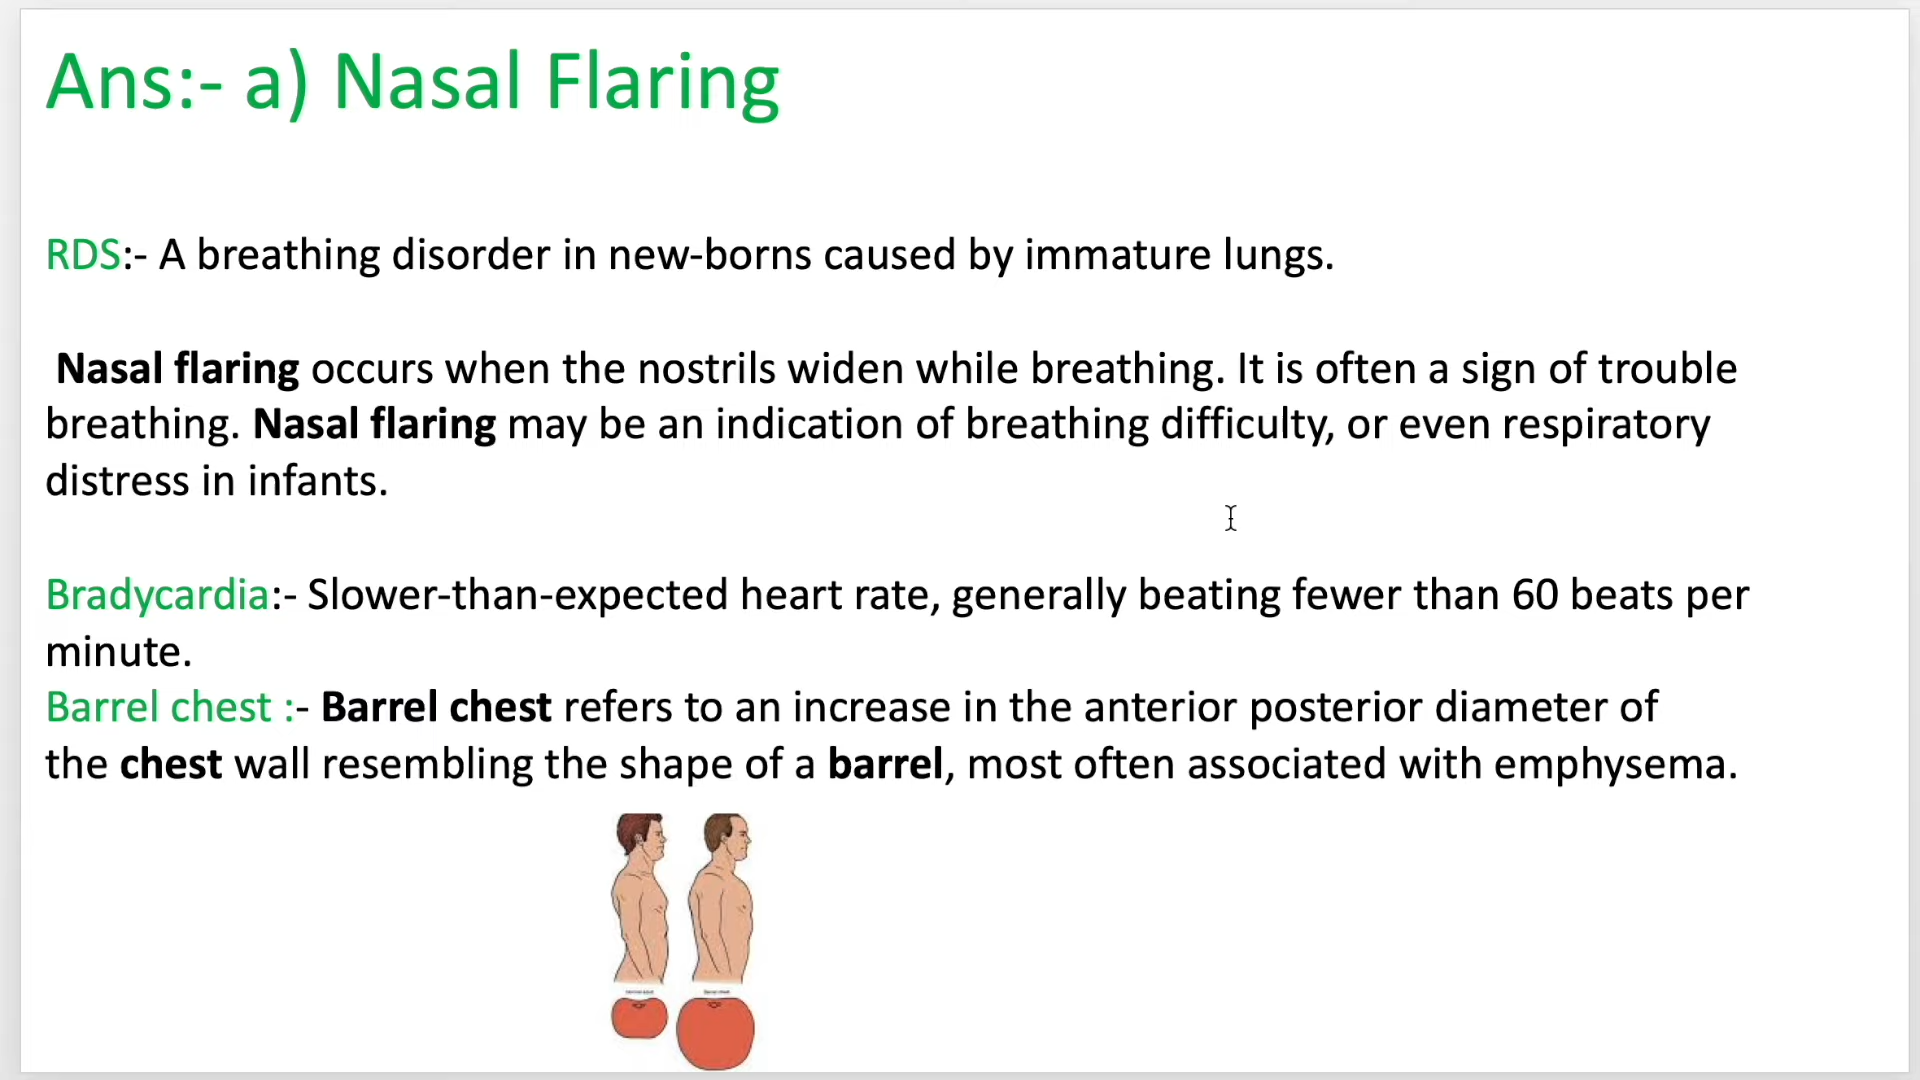 Ans:- a) Nasal Flaring
RDS:- A breathing disorder in new-borns caused by immature lungs.
Nasal flaring occurs when the nostrils widen while breathing. It is often a sign of trouble
breathing. Nasal flaring may be an indication of breathing difficulty, or even respiratory
distress in infants.
Bradycardia:- Slower-than-expected heart rate, generally beating fewer than 60 beats per
minute.
Barrel chest :- Barrel chest refers to an increase in the anterior posterior diameter of
the chest wall resembling the shape of a barrel, most often associated with emphysema.